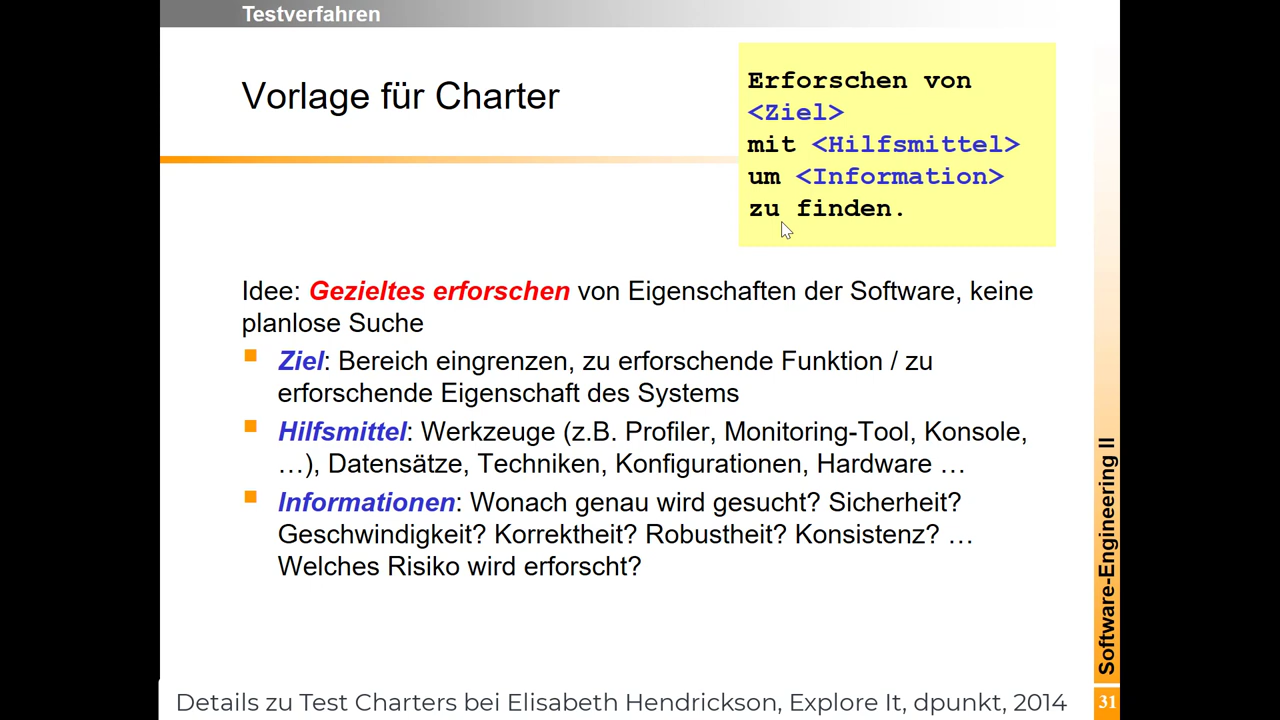 Testverfahren
Vorlage für Charter
Erforschen von
<Ziel>
mit <Hilfsmittel>
um <Information>
zu finden.
Idee: Gezieltes erforschen von Eigenschaften der Software, keine
planlose Suche
Ziel: Bereich eingrenzen, zu erforschende Funktion / zu
erforschende Eigenschaft des Systems
Hilfsmittel: Werkzeuge (z.B. Profiler, Monitoring-Tool, Konsole,
…), Datensätze, Techniken, Konfigurationen, Hardware …
Informationen: Wonach genau wird gesucht? Sicherheit?
Geschwindigkeit? Korrektheit? Robustheit? Konsistenz? …
Welches Risiko wird erforscht?
Software-Engineering II
Details zu Test Charters bei Elisabeth Hendrickson, Explore It, dpunkt, 2014
31